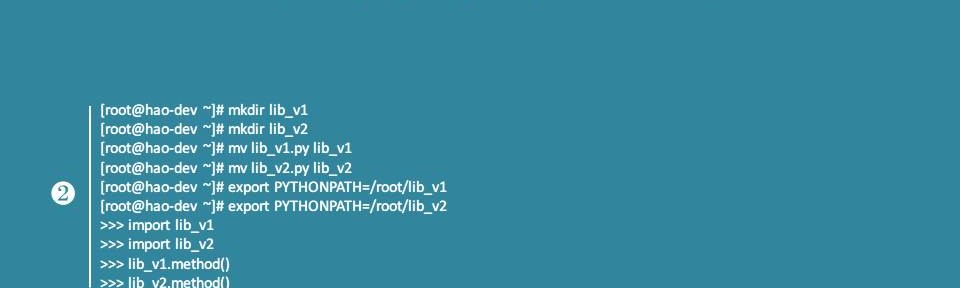 [root@hao-dev ~]# mkdir lib_v1
[root@hao-dev ~]# mkdir lib_v2
[root@hao-dev ~]# mv lib_v1.py lib_v1
[root@hao-dev ~]# mv lib_v2.py lib_v2
2
[root@hao-dev ~]# export PYTHONPATH=/root/lib_v1
[root@hao-dev ~]# export PYTHONPATH=/root/lib_v2
>>> import lib_v1
>>> import lib_v2
>>> lib_v1.method()
>>> lib_v2.method()